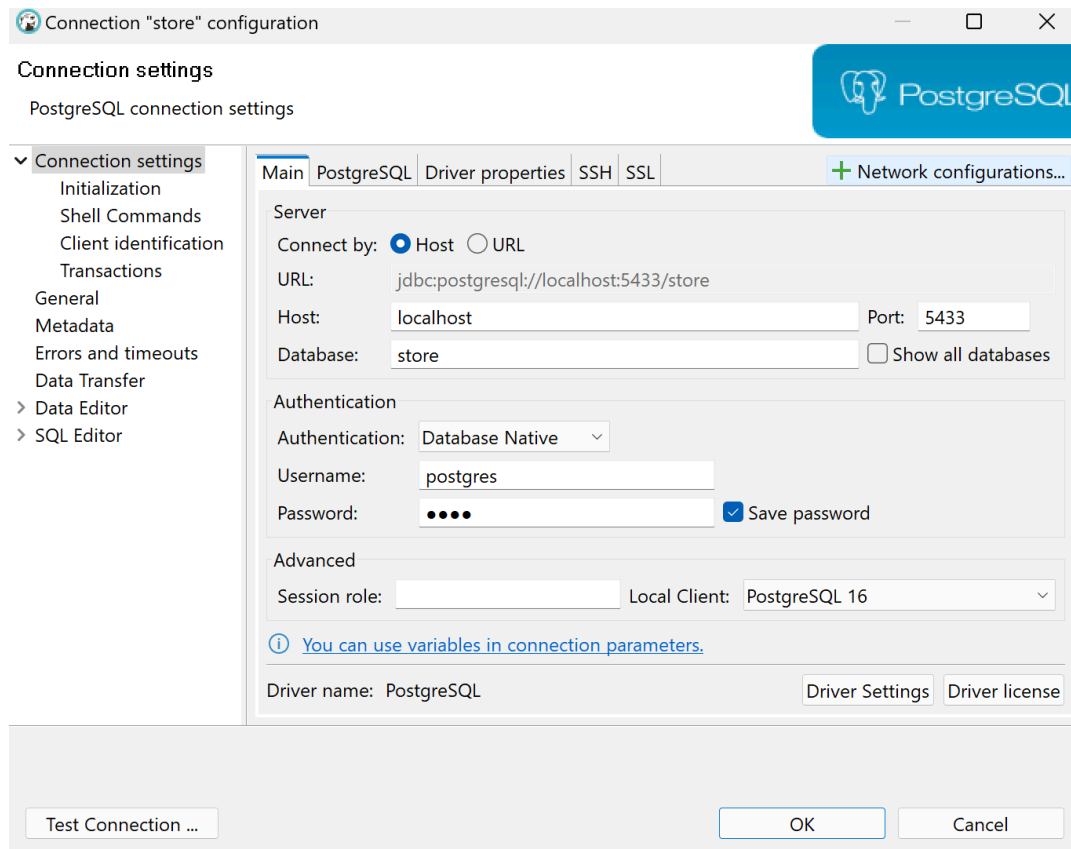 Connection "store" configuration
Connection settings
PostgreSQL connection settings
PostgreSQL
Connection settings
Initialization
Shell Commands
Client identification
Transactions
General
Metadata
Errors and timeouts
Data Transfer
Data Editor
SQL Editor
Main PostgreSQL Driver properties SSH SSL Network configurations...
Server
Connect by: Host URL
URL: jdbc:postgresql://localhost:5433/store
Host: localhost Port: 5433
Database: store Show all databases
Authentication
Authentication: Database Native
Username: postgres
Password: ●●●● Save password
Advanced
Session role: Local Client: PostgreSQL 16
You can use variables in connection parameters.
Driver name: PostgreSQL Driver Settings Driver license
Test Connection ... OK Cancel